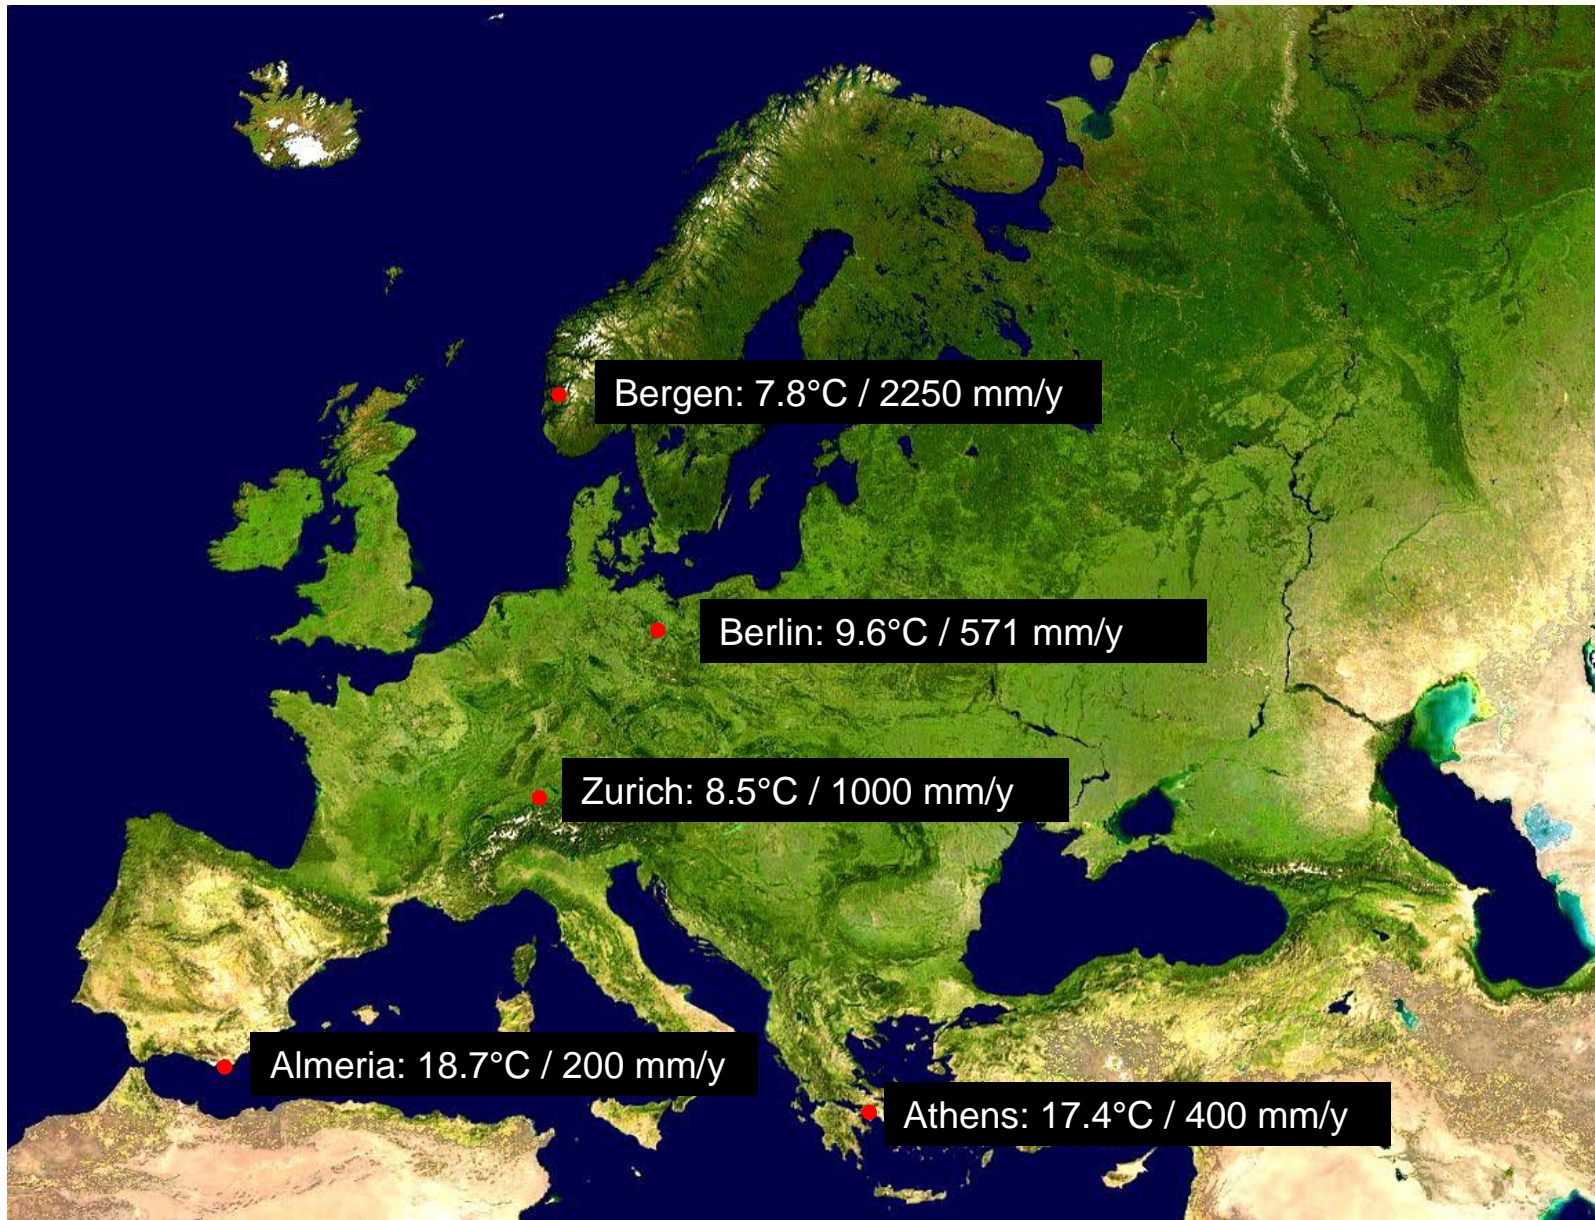 Bergen: 7.8°C / 2250 mm/y
Berlin: 9.6°C / 571 mm/y
Zurich: 8.5°C / 1000 mm/y
Almeria: 18.7°C / 200 mm/y
Athens: 17.4°C / 400 mm/y